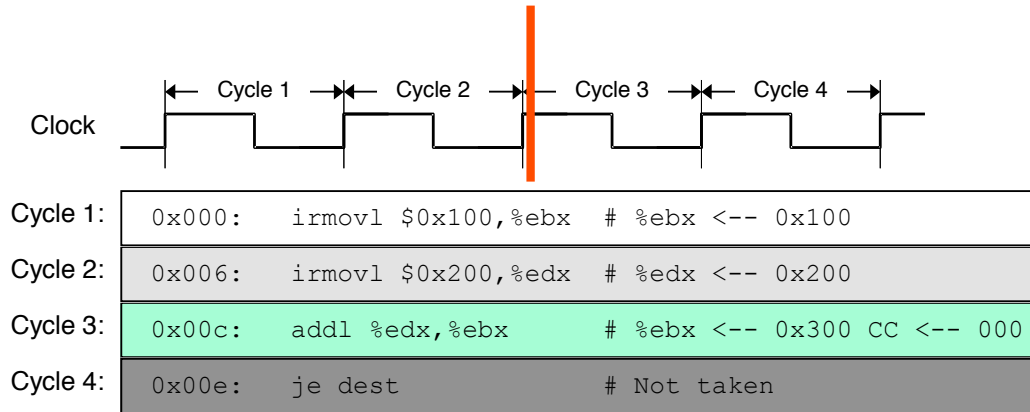 Cycle 1 Cycle 2 Cycle 3 Cycle 4
Clock
Cycle 1: 0x000: irmovl $0x100,%ebx # %ebx <-- 0x100
Cycle 2: 0x006: irmovl $0x200,%edx # %edx <-- 0x200
Cycle 3: 0x00c: addl %edx,%ebx # %ebx <-- 0x300 CC <-- 000
Cycle 4: 0x00e: je dest # Not taken